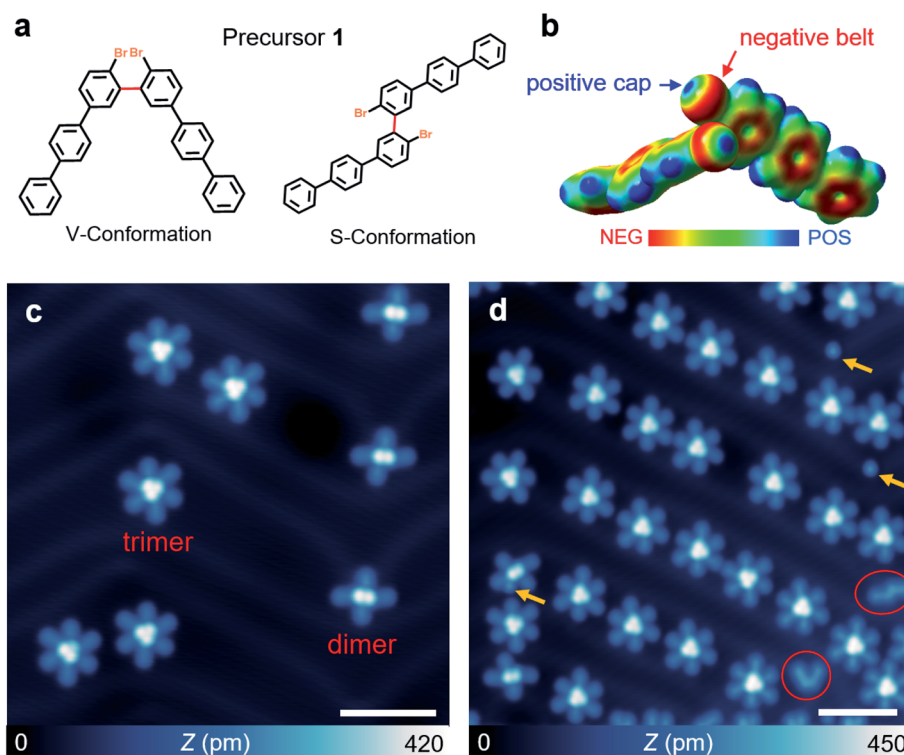 a
Precursor 1
Br Br
Br
Br
V-Conformation
S-Conformation
b
negative belt
positive cap
NEG
POS
c
trimer
dimer
0
Z (pm)
420
d
0
Z (pm)
450